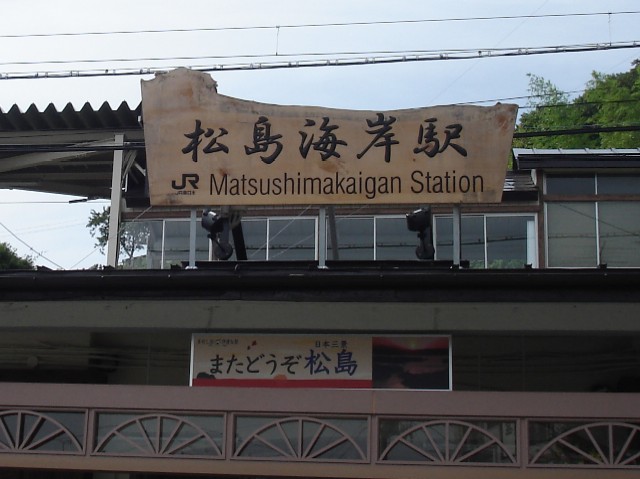 松島海岸駅
JR Matsushimakaigan Station
日本三景
またどうぞ松島